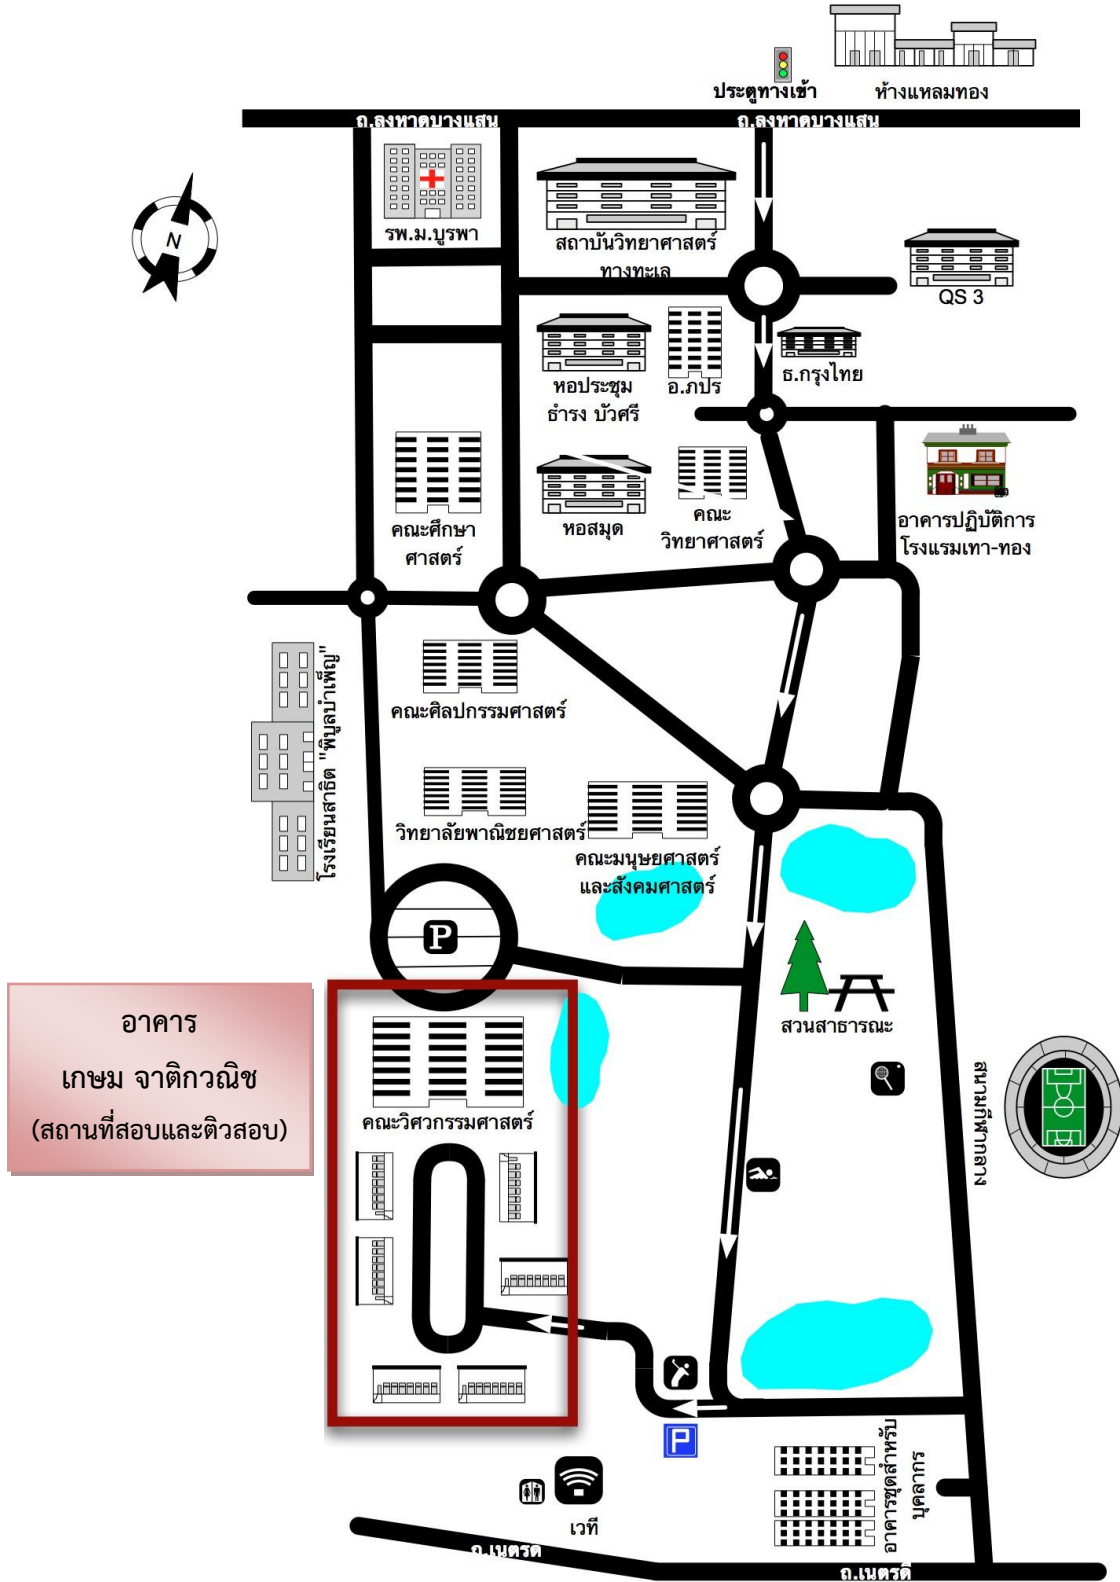 ประตูทางเข้า
ห้างแหลมทอง
ถ.ลงหาดบางแสน
ถ.ลงหาดบางแสน
รพ.ม.บูรพา
สถาบันวิทยาศาสตร์
ทางทะเล
N
QS 3
หอประชุม
ธำรง บัวศรี
อ.ภปร
ธ.กรุงไทย
คณะศึกษา
ศาสตร์
หอสมุด
คณะ
วิทยาศาสตร์
อาคารปฏิบัติการ
โรงแรมเทา-ทอง
โรงเรียนสาธิต "พิบูลบำเพ็ญ"
คณะศิลปกรรมศาสตร์
วิทยาลัยพาณิชยศาสตร์
คณะมนุษยศาสตร์
และสังคมศาสตร์
P
สวนสาธารณะ
อาคาร
เกษม จาติกวณิช
(สถานที่สอบและติวสอบ)
คณะวิศวกรรมศาสตร์
สนามกีฬากลาง
P
อาคารชุดสำหรับ
บุคลากร
เวที
ถ.เนตรดี
ถ.เนตรดี